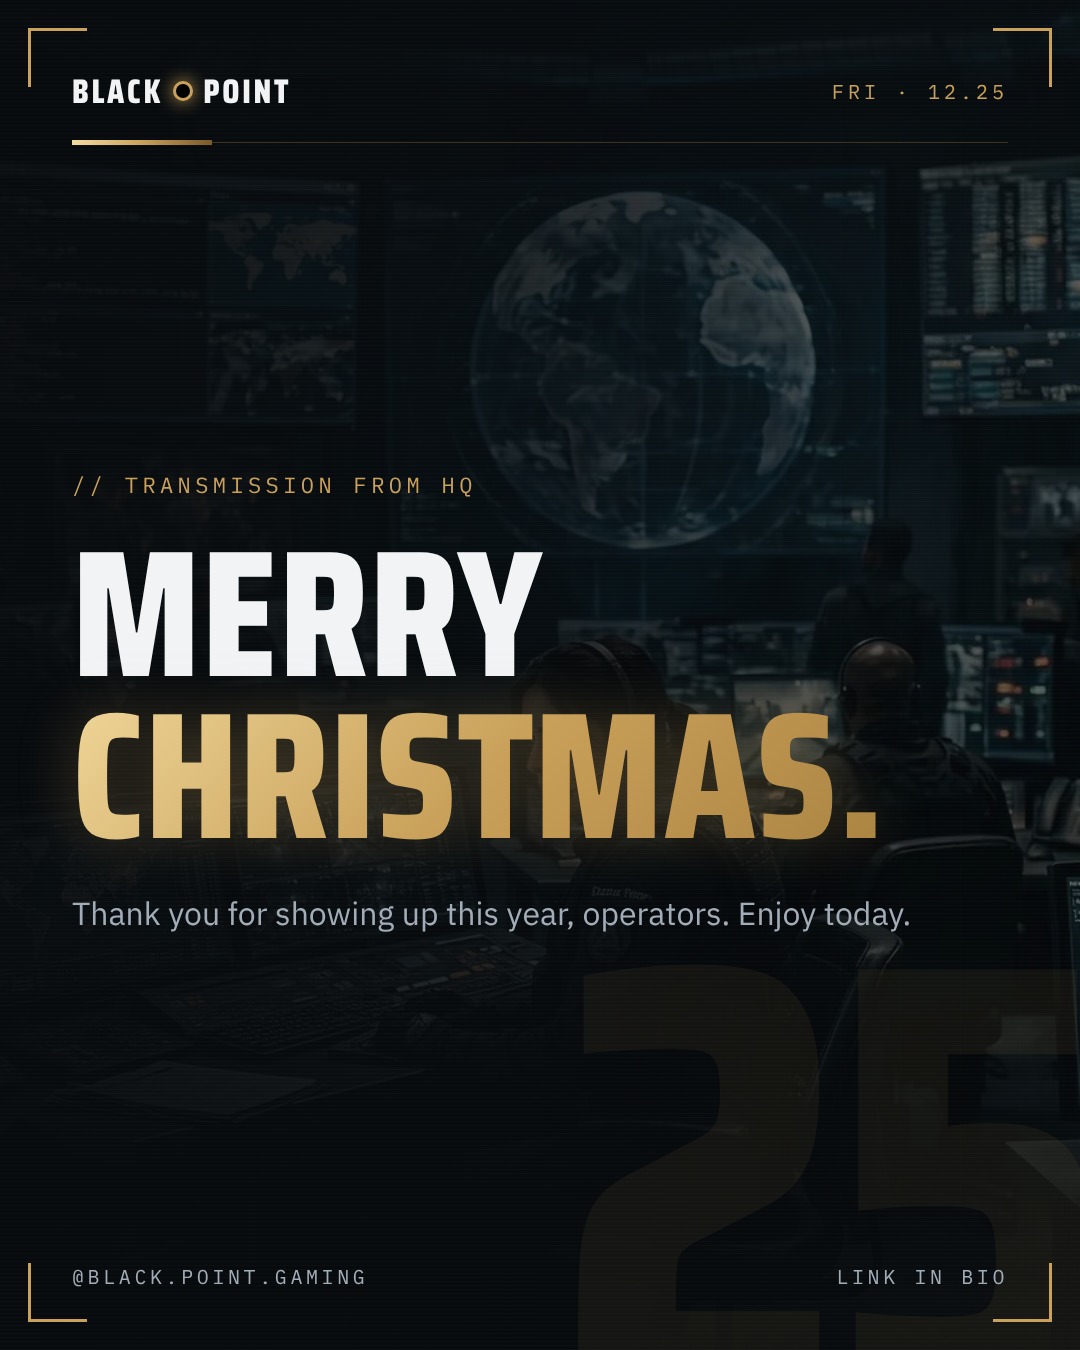 BLACK POINT
FRI · 12.25
// TRANSMISSION FROM HQ
MERRY
CHRISTMAS.
Thank you for showing up this year, operators. Enjoy today.
25
@BLACK.POINT.GAMING
LINK IN BIO